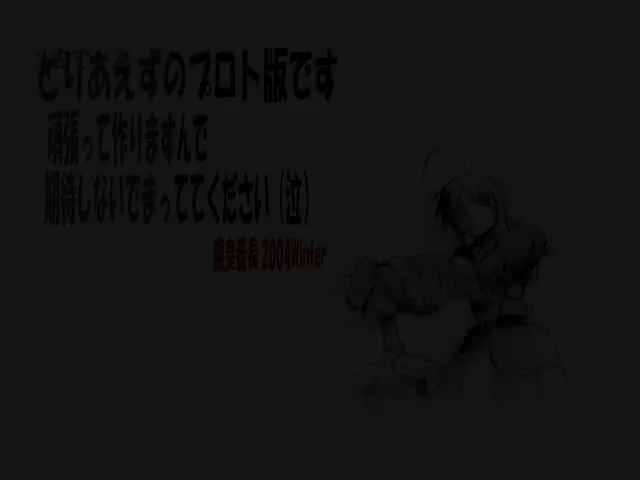 とりあえずのプロト版です
頑張って作りますんで
期待しないでまっててください（泣）
番長 2004Winter